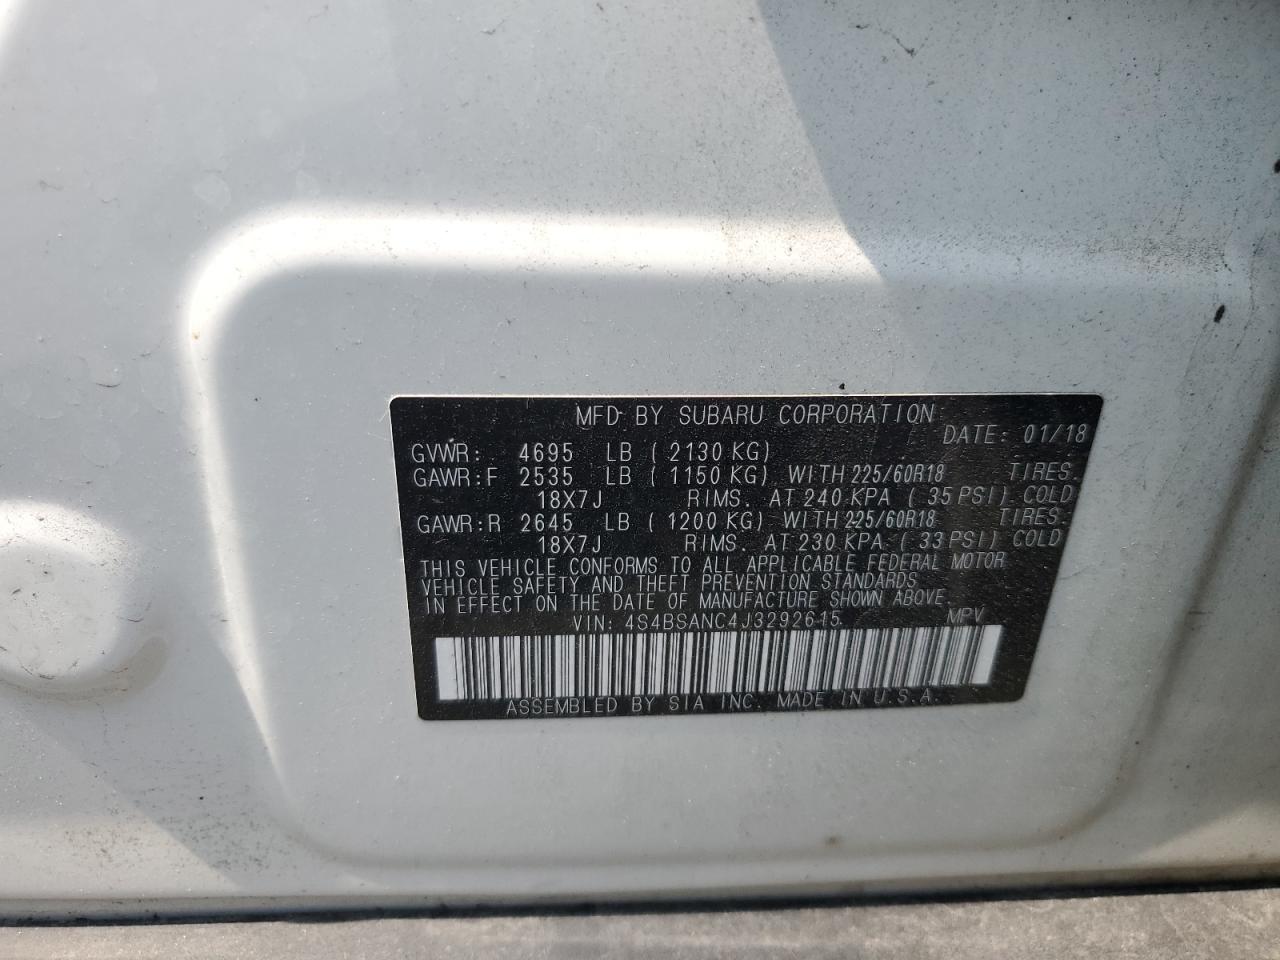 MFD BY SUBARU CORPORATION
DATE: 01/18
GVWR: 4695 LB ( 2130 KG)
GAWR:F 2535 LB ( 1150 KG) WITH 225/60R18 TIRES.
18X7J RIMS. AT 240 KPA ( 35 PSI) COLD
GAWR:R 2645 LB ( 1200 KG) WITH 225/60R18 TIRES.
18X7J RIMS. AT 230 KPA ( 33 PSI) COLD
THIS VEHICLE CONFORMS TO ALL APPLICABLE FEDERAL MOTOR
VEHICLE SAFETY AND THEFT PREVENTION STANDARDS
IN EFFECT ON THE DATE OF MANUFACTURE SHOWN ABOVE.
VIN: 4S4BSANC4J3292615 MPV
ASSEMBLED BY SIA INC. MADE IN U.S.A.